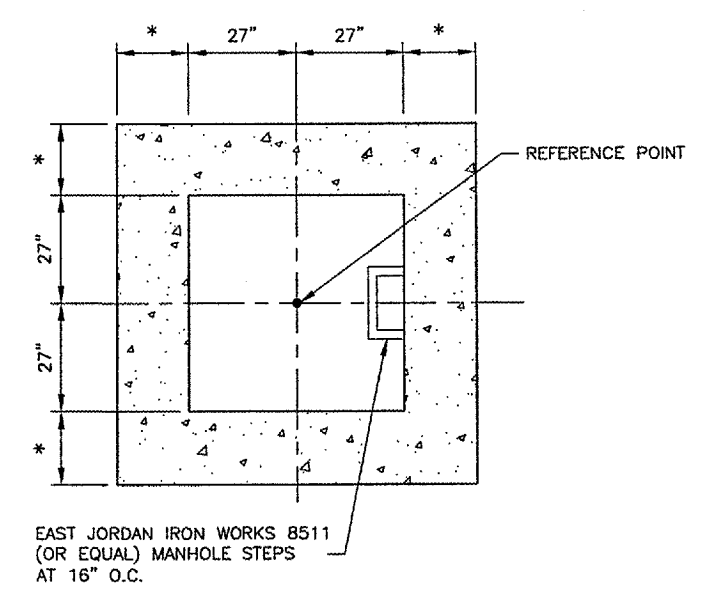 * 27" 27" *
REFERENCE POINT
*
27"
27"
*
EAST JORDAN IRON WORKS 8511
(OR EQUAL) MANHOLE STEPS
AT 16" O.C.